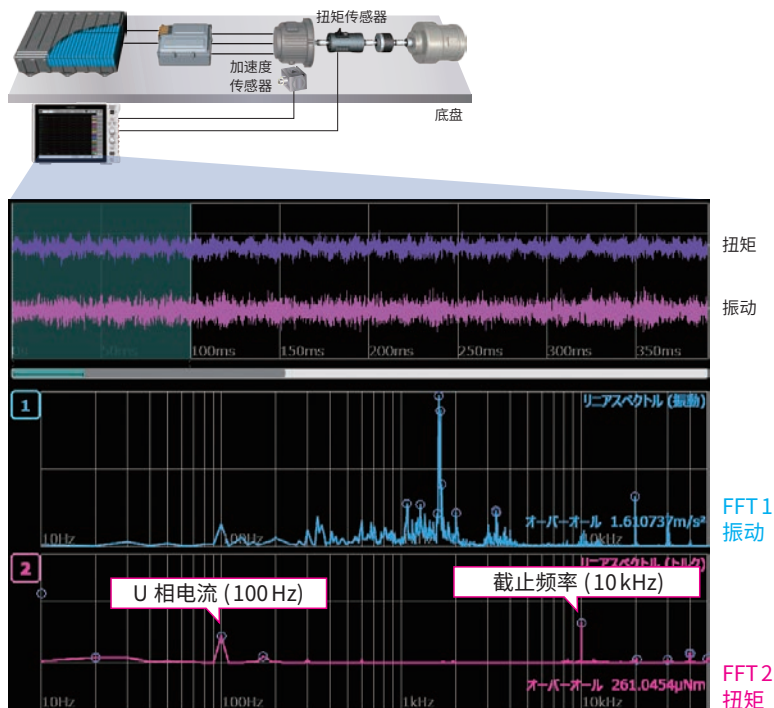 扭矩传感器
加速度
传感器
底盘
扭矩
振动
50ms
100ms
150ms
200ms
250ms
300ms
350ms
1
リニアスペクトル (振動)
オーバーオール 1.610737m/s²
10Hz
100Hz
1kHz
10kHz
FFT 1
振动
2
リニアスペクトル (トルク)
U 相电流 (100 Hz)
截止频率 (10 kHz)
オーバーオール 261.0454μNm
10Hz
100Hz
1kHz
10kHz
FFT 2
扭矩